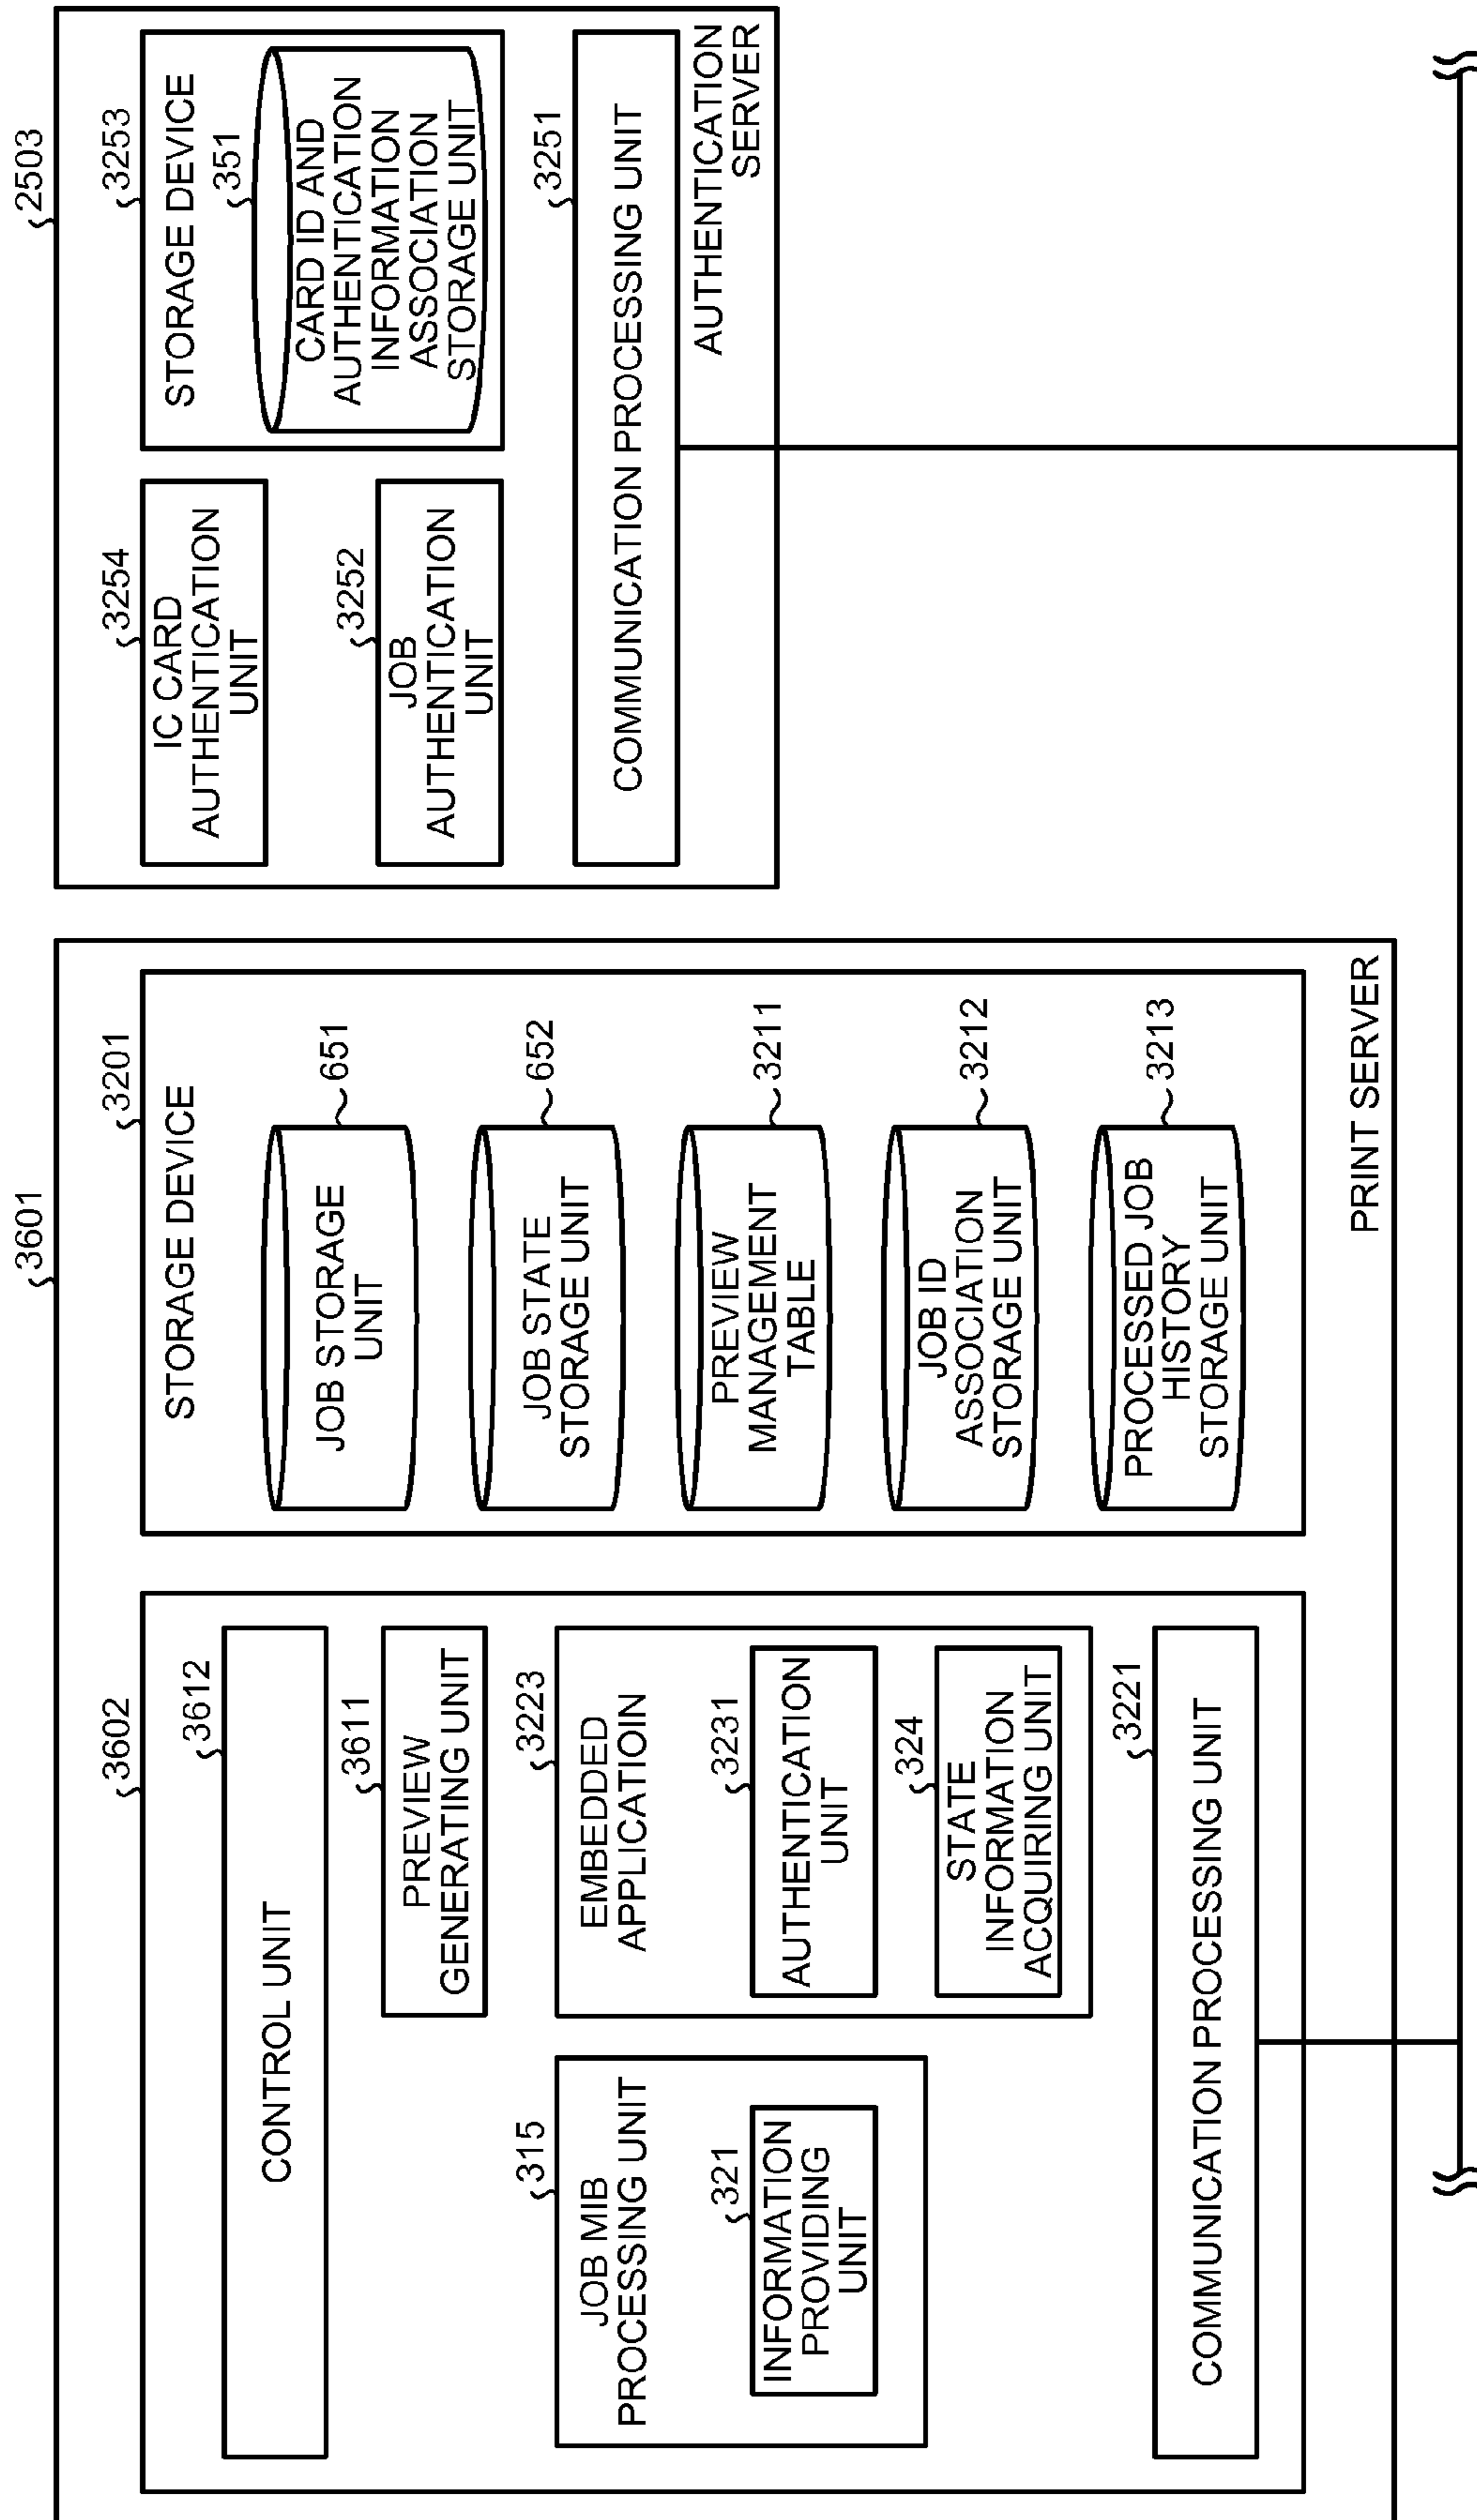 3601
3602
3612
CONTROL UNIT
3611
PREVIEW
GENERATING UNIT
315
JOB MIB
PROCESSING UNIT
321
INFORMATION
PROVIDING
UNIT
3223
EMBEDDED
APPLICATIOIN
3231
AUTHENTICATION
UNIT
324
STATE
INFORMATION
ACQUIRING UNIT
3221
COMMUNICATION PROCESSING UNIT
3201
STORAGE DEVICE
JOB STORAGE
UNIT
651
JOB STATE
STORAGE UNIT
652
PREVIEW
MANAGEMENT
TABLE
3211
JOB ID
ASSOCIATION
STORAGE UNIT
3212
PROCESSED JOB
HISTORY
STORAGE UNIT
3213
PRINT SERVER
2503
3254
IC CARD
AUTHENTICATION
UNIT
3252
JOB
AUTHENTICATION
UNIT
3253
STORAGE DEVICE
351
CARD ID AND
AUTHENTICATION
INFORMATION
ASSOCIATION
STORAGE UNIT
3251
COMMUNICATION PROCESSING UNIT
AUTHENTICATION
SERVER